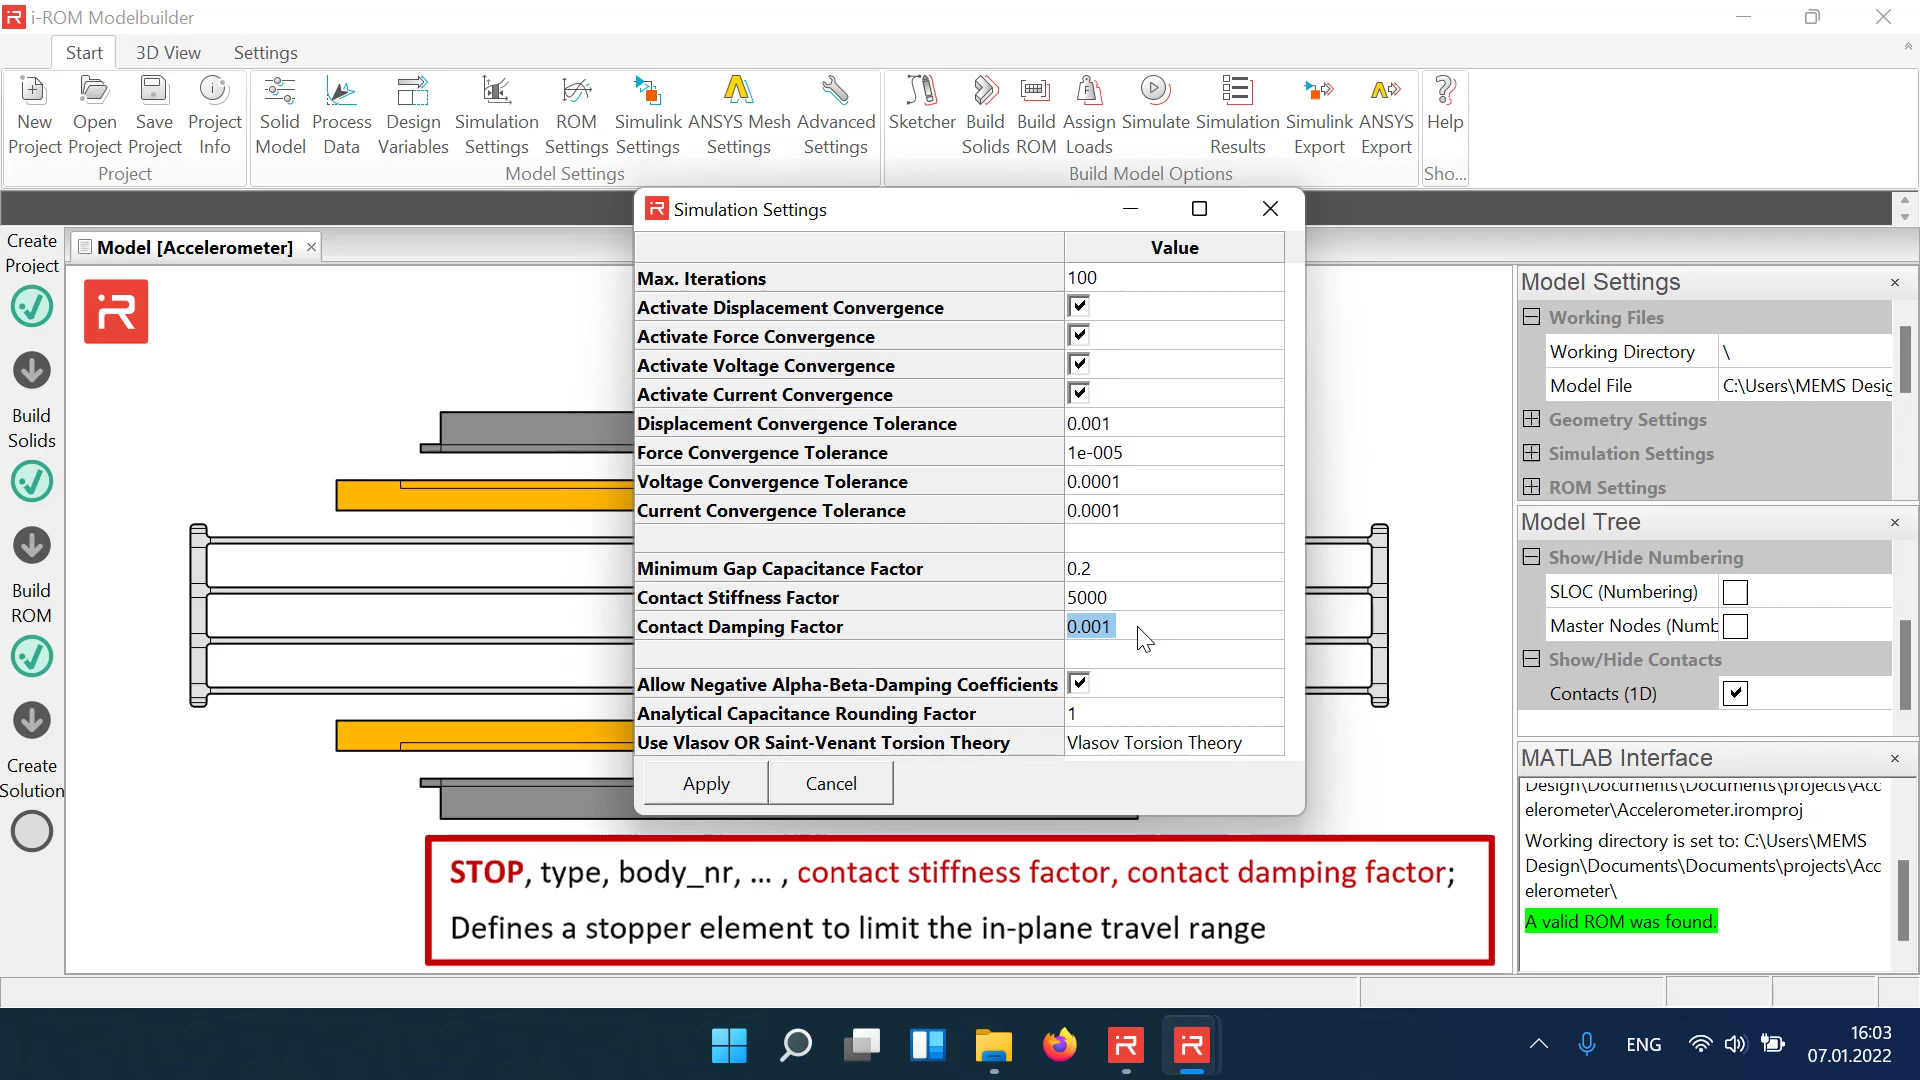 i-ROM Modelbuilder
Start
3D View
Settings
New Project
Open Project
Save Project
Project Info
Solid Model
Process Data
Design Variables
Simulation Settings
ROM Settings
Simulink Settings
ANSYS Mesh Settings
Advanced Settings
Sketcher
Build Solids
Build ROM
Assign Loads
Simulate
Simulation Results
Simulink Export
ANSYS Export
Help
Project
Model Settings
Build Model Options
Sho...
Create Project
Build Solids
Build ROM
Create Solution
Model [Accelerometer]
iR
Simulation Settings
Value
Max. Iterations 100
Activate Displacement Convergence
Activate Force Convergence
Activate Voltage Convergence
Activate Current Convergence
Displacement Convergence Tolerance 0.001
Force Convergence Tolerance 1e-005
Voltage Convergence Tolerance 0.0001
Current Convergence Tolerance 0.0001
Minimum Gap Capacitance Factor 0.2
Contact Stiffness Factor 5000
Contact Damping Factor 0.001
Allow Negative Alpha-Beta-Damping Coefficients
Analytical Capacitance Rounding Factor 1
Use Vlasov OR Saint-Venant Torsion Theory Vlasov Torsion Theory
Apply
Cancel
STOP, type, body_nr, ... , contact stiffness factor, contact damping factor;
Defines a stopper element to limit the in-plane travel range
Model Settings
Working Files
Working Directory \
Model File C:\Users\MEMS Desig
Geometry Settings
Simulation Settings
ROM Settings
Model Tree
Show/Hide Numbering
SLOC (Numbering)
Master Nodes (Numb
Show/Hide Contacts
Contacts (1D)
MATLAB Interface
Design\Documents\Documents\projects\Acc
elerometer\Accelerometer.iromproj
Working directory is set to: C:\Users\MEMS
Design\Documents\Documents\projects\Acc
elerometer\
A valid ROM was found.
ENG
16:03
07.01.2022